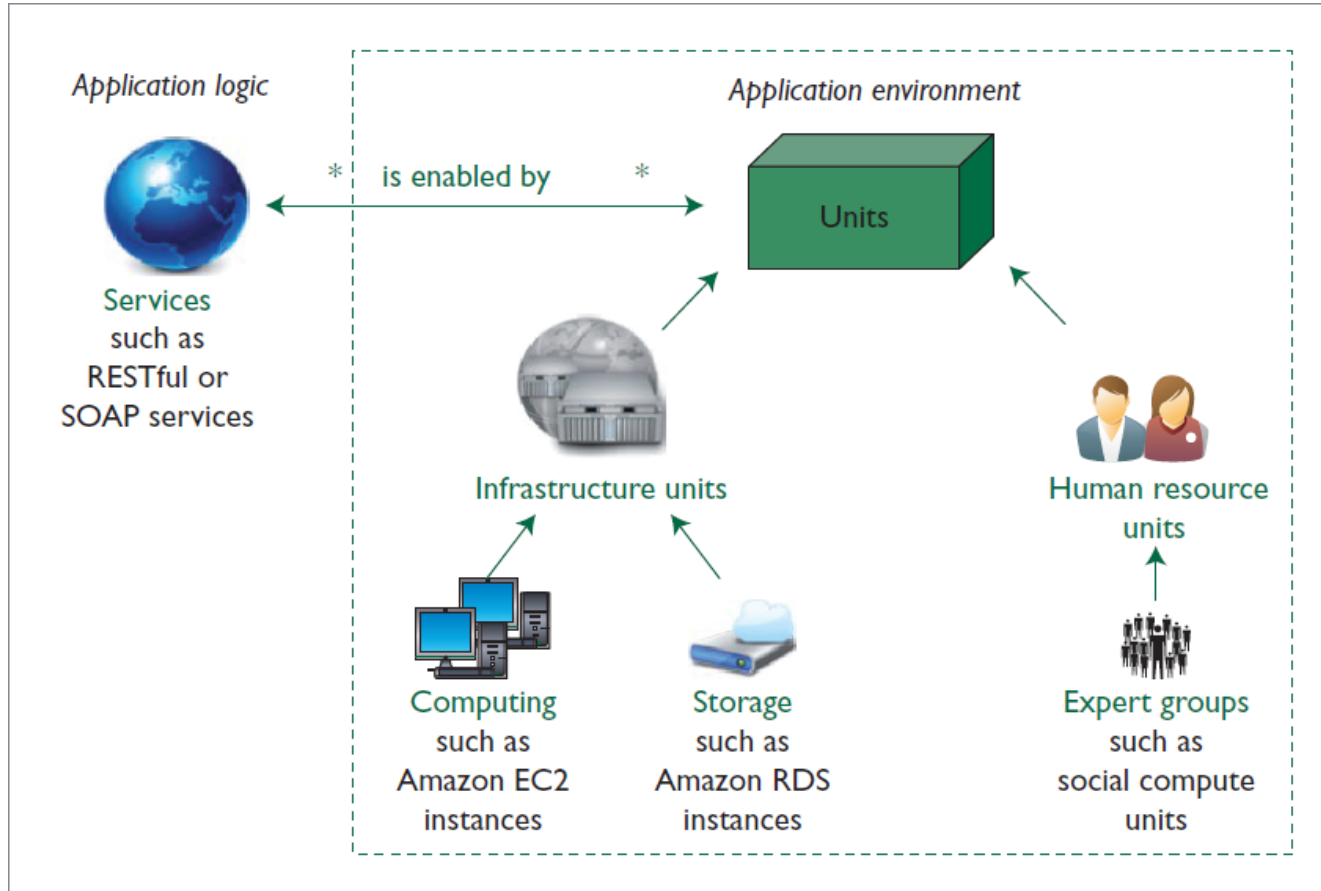 Application logic
Application environment
* is enabled by *
Units
Services
such as
RESTful or
SOAP services
Infrastructure units
Human resource
units
Computing
such as
Amazon EC2
instances
Storage
such as
Amazon RDS
instances
Expert groups
such as
social compute
units